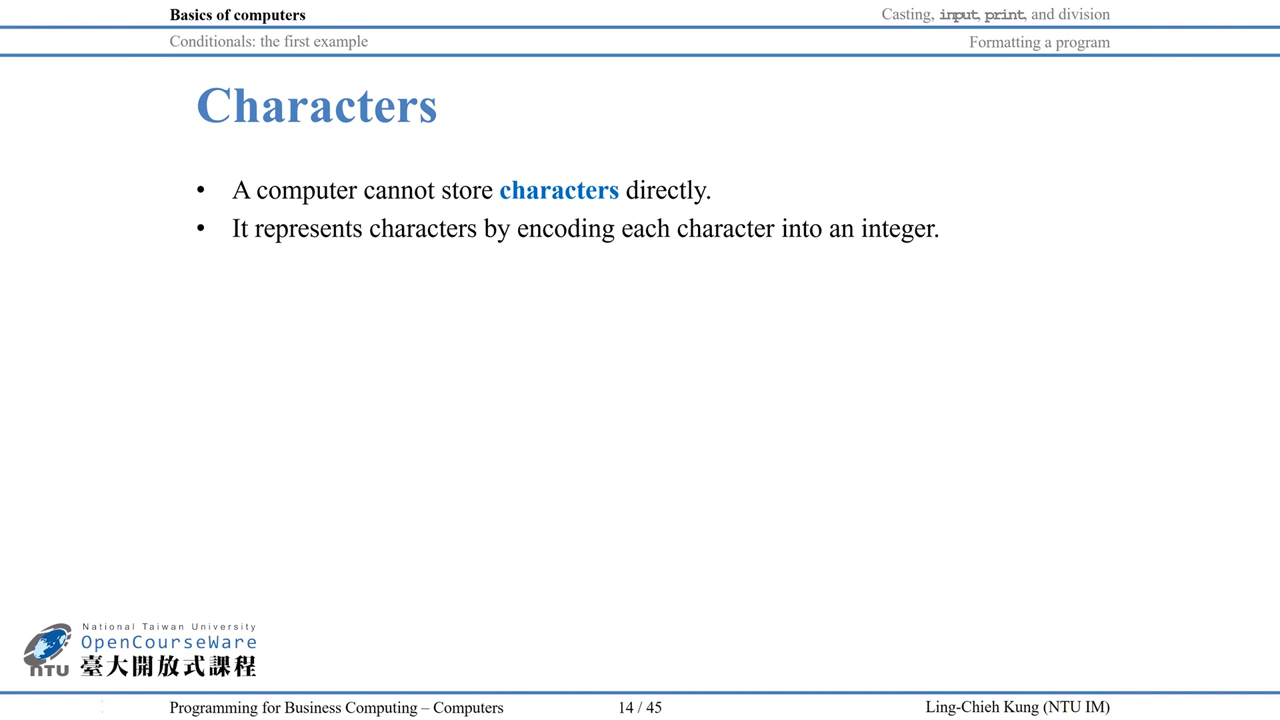 Basics of computers
Casting, input, print, and division
Conditionals: the first example
Formatting a program
Characters
• A computer cannot store characters directly.
• It represents characters by encoding each character into an integer.
National Taiwan University
OpenCourseWare
臺大開放式課程
NTU
Programming for Business Computing – Computers
14 / 45
Ling-Chieh Kung (NTU IM)